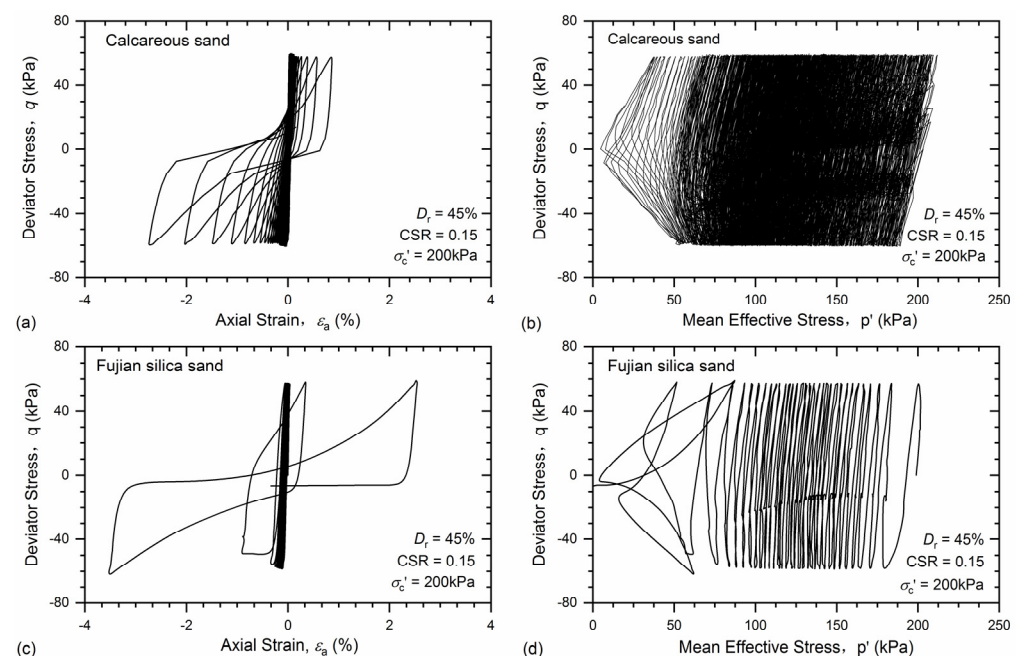 Calcareous sand
80
40
0
-40
-80
Deviator Stress，q (kPa)
Dr = 45%
CSR = 0.15
σc' = 200kPa
-4
-2
0
2
4
(a)
Axial Strain，εa (%)
Calcareous sand
80
40
0
-40
-80
Deviator Stress，q (kPa)
Dr = 45%
CSR = 0.15
σc' = 200kPa
0
50
100
150
200
250
(b)
Mean Effective Stress，p' (kPa)
Fujian silica sand
80
40
0
-40
-80
Deviator Stress，q (kPa)
Dr = 45%
CSR = 0.15
σc' = 200kPa
-4
-2
0
2
4
(c)
Axial Strain, εa (%)
Fujian silica sand
80
40
0
-40
-80
Deviator Stress，q (kPa)
Dr = 45%
CSR = 0.15
σc' = 200kPa
0
50
100
150
200
250
(d)
Mean Effective Stress，p' (kPa)